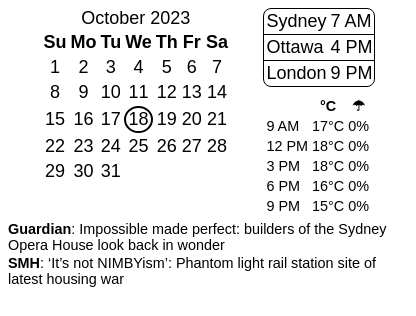 October 2023
Su Mo Tu We Th Fr Sa
1 2 3 4 5 6 7
8 9 10 11 12 13 14
15 16 17 18 19 20 21
22 23 24 25 26 27 28
29 30 31
Sydney 7 AM
Ottawa 4 PM
London 9 PM
°C ☂
9 AM 17°C 0%
12 PM 18°C 0%
3 PM 18°C 0%
6 PM 16°C 0%
9 PM 15°C 0%
Guardian: Impossible made perfect: builders of the Sydney
Opera House look back in wonder
SMH: ‘It’s not NIMBYism’: Phantom light rail station site of
latest housing war